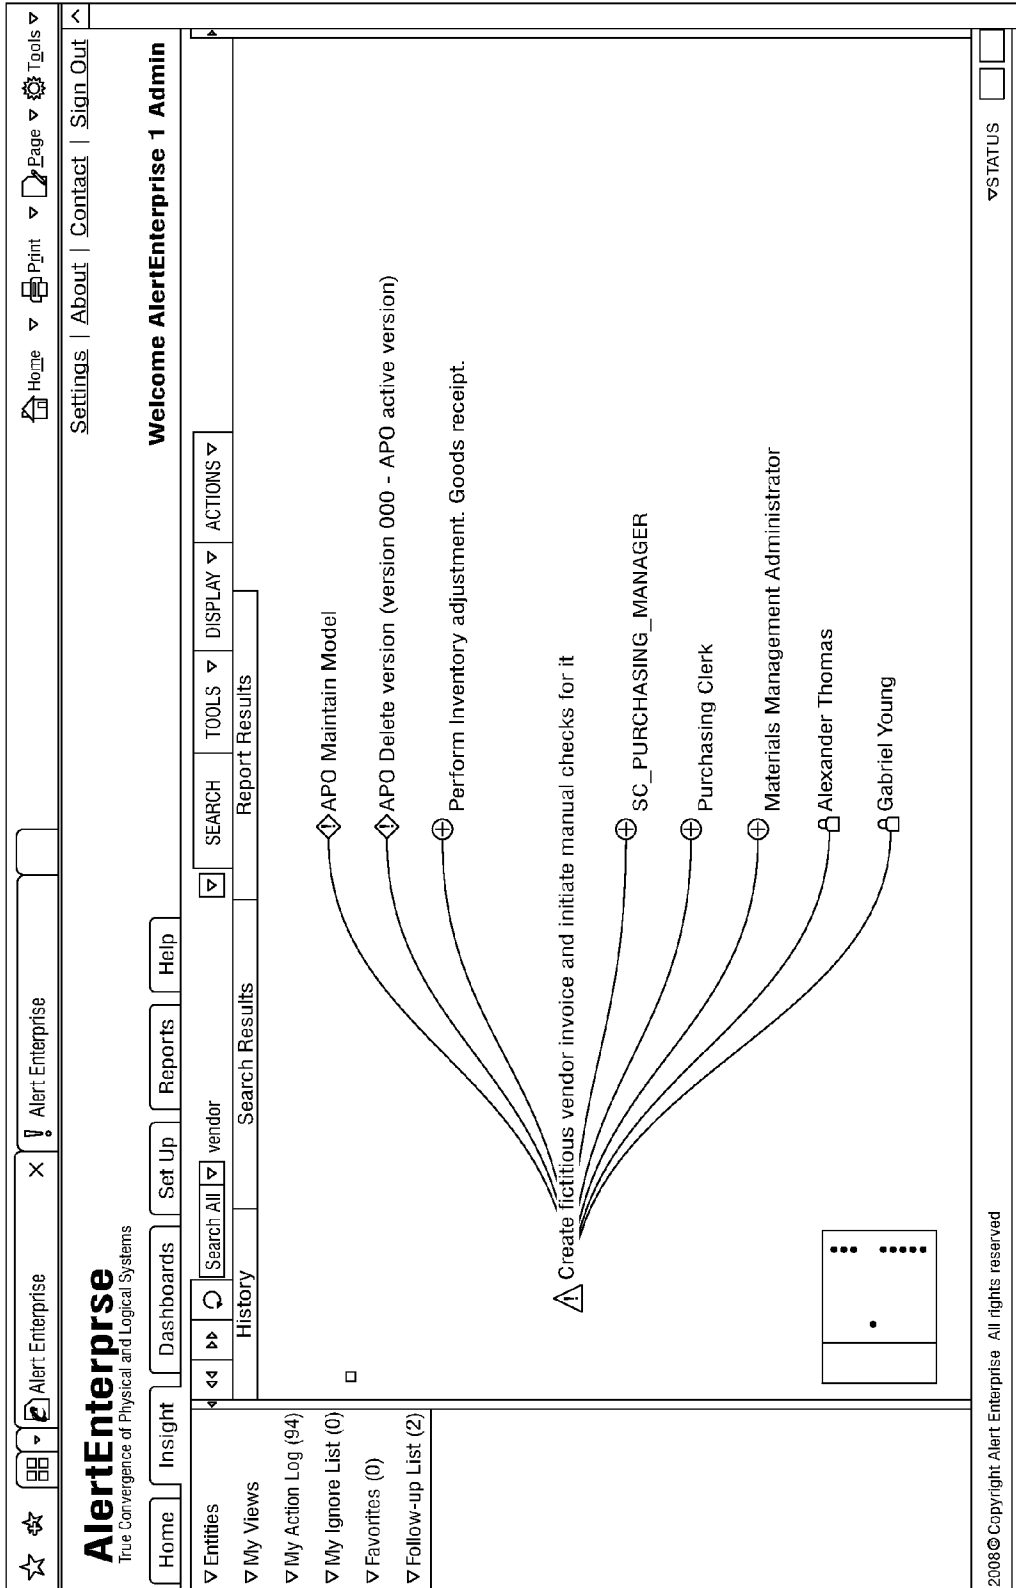 Alert Enterprise X ! Alert Enterprise Home Print Page Tools
Settings | About | Contact | Sign Out
AlertEnterprse
True Convergence of Physical and Logical Systems
Welcome AlertEnterprise 1 Admin
Home Insight Dashboards Set Up Reports Help
Search All vendor SEARCH TOOLS DISPLAY ACTIONS
History Search Results Report Results
Entities
My Views
My Action Log (94)
My Ignore List (0)
Favorites (0)
Follow-up List (2)
APO Maintain Model
APO Delete version (version 000 - APO active version)
Perform Inventory adjustment. Goods receipt.
Create fictitious vendor invoice and initiate manual checks for it
SC_PURCHASING_MANAGER
Purchasing Clerk
Materials Management Administrator
Alexander Thomas
Gabriel Young
2008© Copyright Alert Enterprise All rights reserved STATUS